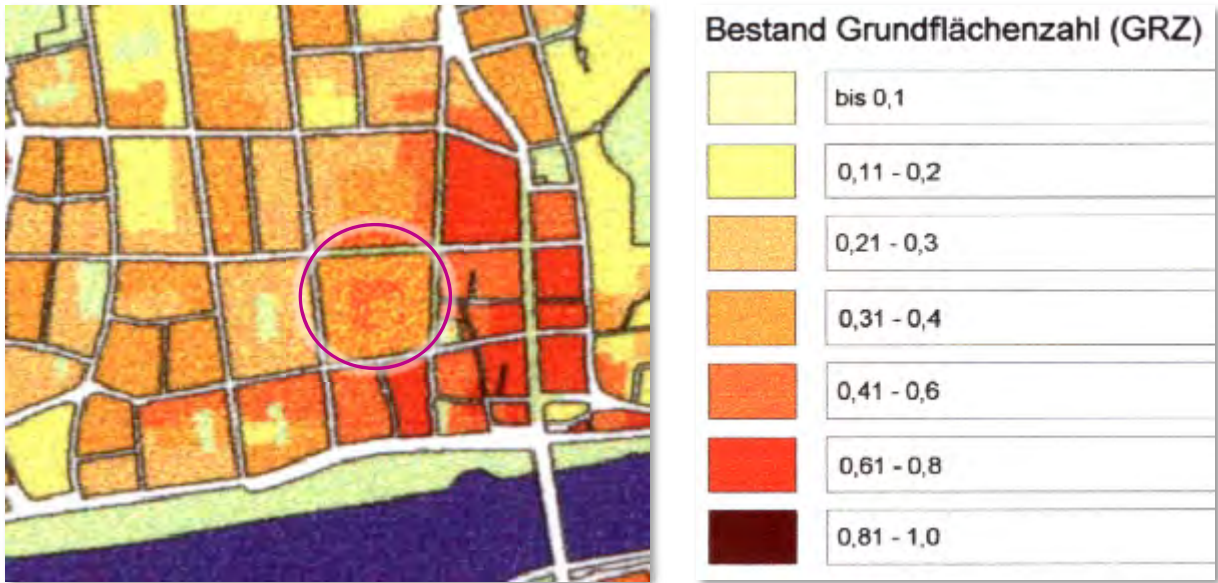 Bestand Grundflächenzahl (GRZ)
bis 0,1
0,11 - 0,2
0,21 - 0,3
0,31 - 0,4
0,41 - 0,6
0,61 - 0,8
0,81 - 1,0